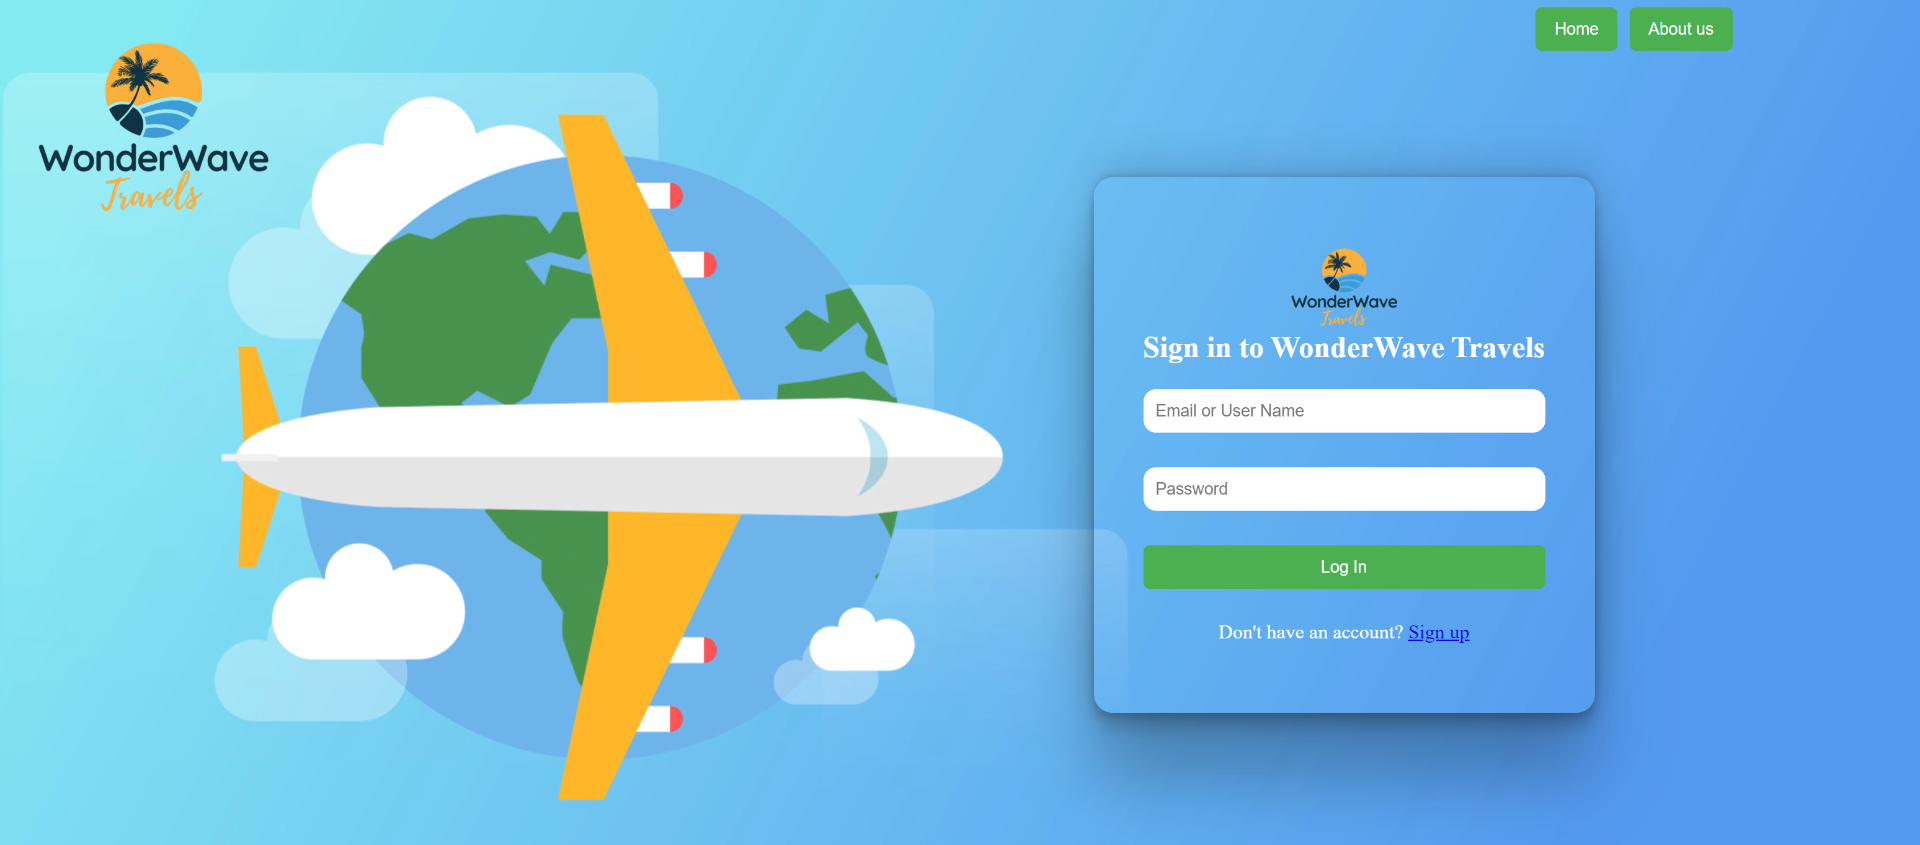 Home
About us
WonderWave
Travels
WonderWave
Travels
Sign in to WonderWave Travels
Email or User Name
Password
Log In
Don't have an account? Sign up